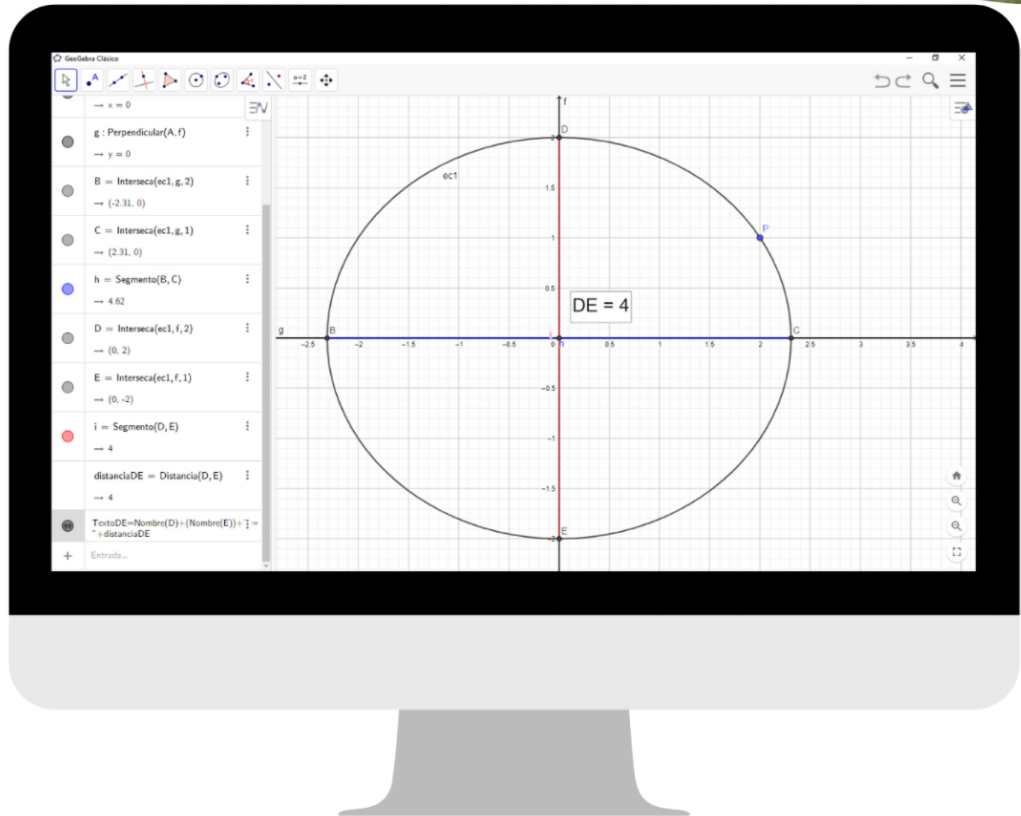 GeoGebra Clásico
A
a=2
→ x = 0
g : Perpendicular(A, f)
→ y = 0
B = Interseca(ec1, g, 2)
→ (-2.31, 0)
C = Interseca(ec1, g, 1)
→ (2.31, 0)
h = Segmento(B, C)
→ 4.62
D = Interseca(ec1, f, 2)
→ (0, 2)
E = Interseca(ec1, f, 1)
→ (0, -2)
i = Segmento(D, E)
→ 4
distanciaDE = Distancia(D, E)
→ 4
TextoDE=Nombre(D)+(Nombre(E))+" =
"+distanciaDE
Entrada...
f
D
2
ec1
1.5
P
1
0.5
DE = 4
g
B
C
-2.5 -2 -1.5 -1 -0.5 0 0.5 1 1.5 2 2.5 3 3.5 4
-0.5
-1
-1.5
E
-2